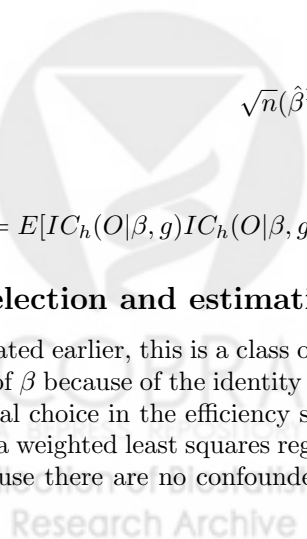 √n(β̂
= E[IC_h(O|β, g)IC_h(O|β, g
election and estimati
ated earlier, this is a class o
of β because of the identity
al choice in the efficiency s
a weighted least squares reg
use there are no confounde
Research Archive